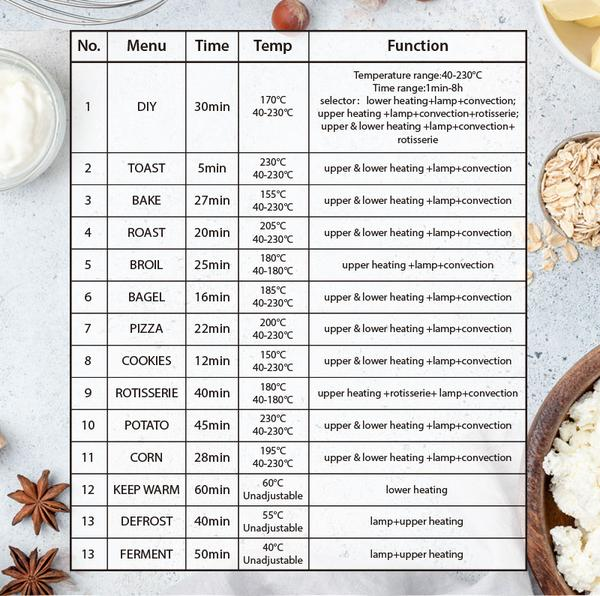 No. Menu Time Temp Function
1 DIY 30min 170℃ 40-230℃ Temperature range:40-230℃
Time range:1min-8h
selector： lower heating+lamp+convection;
upper heating +lamp+convection+rotisserie;
upper & lower heating +lamp+convection+
rotisserie
2 TOAST 5min 230℃ 40-230℃ upper & lower heating +lamp+convection
3 BAKE 27min 155℃ 40-230℃ upper & lower heating +lamp+convection
4 ROAST 20min 205℃ 40-230℃ upper & lower heating +lamp+convection
5 BROIL 25min 180℃ 40-180℃ upper heating +lamp+convection
6 BAGEL 16min 185℃ 40-230℃ upper & lower heating +lamp+convection
7 PIZZA 22min 200℃ 40-230℃ upper & lower heating +lamp+convection
8 COOKIES 12min 150℃ 40-230℃ upper & lower heating +lamp+convection
9 ROTISSERIE 40min 180℃ 40-180℃ upper heating +rotisserie+ lamp+convection
10 POTATO 45min 230℃ 40-230℃ upper & lower heating +lamp+convection
11 CORN 28min 195℃ 40-230℃ upper & lower heating +lamp+convection
12 KEEP WARM 60min 60℃ Unadjustable lower heating
13 DEFROST 40min 55℃ Unadjustable lamp+upper heating
13 FERMENT 50min 40℃ Unadjustable lamp+upper heating